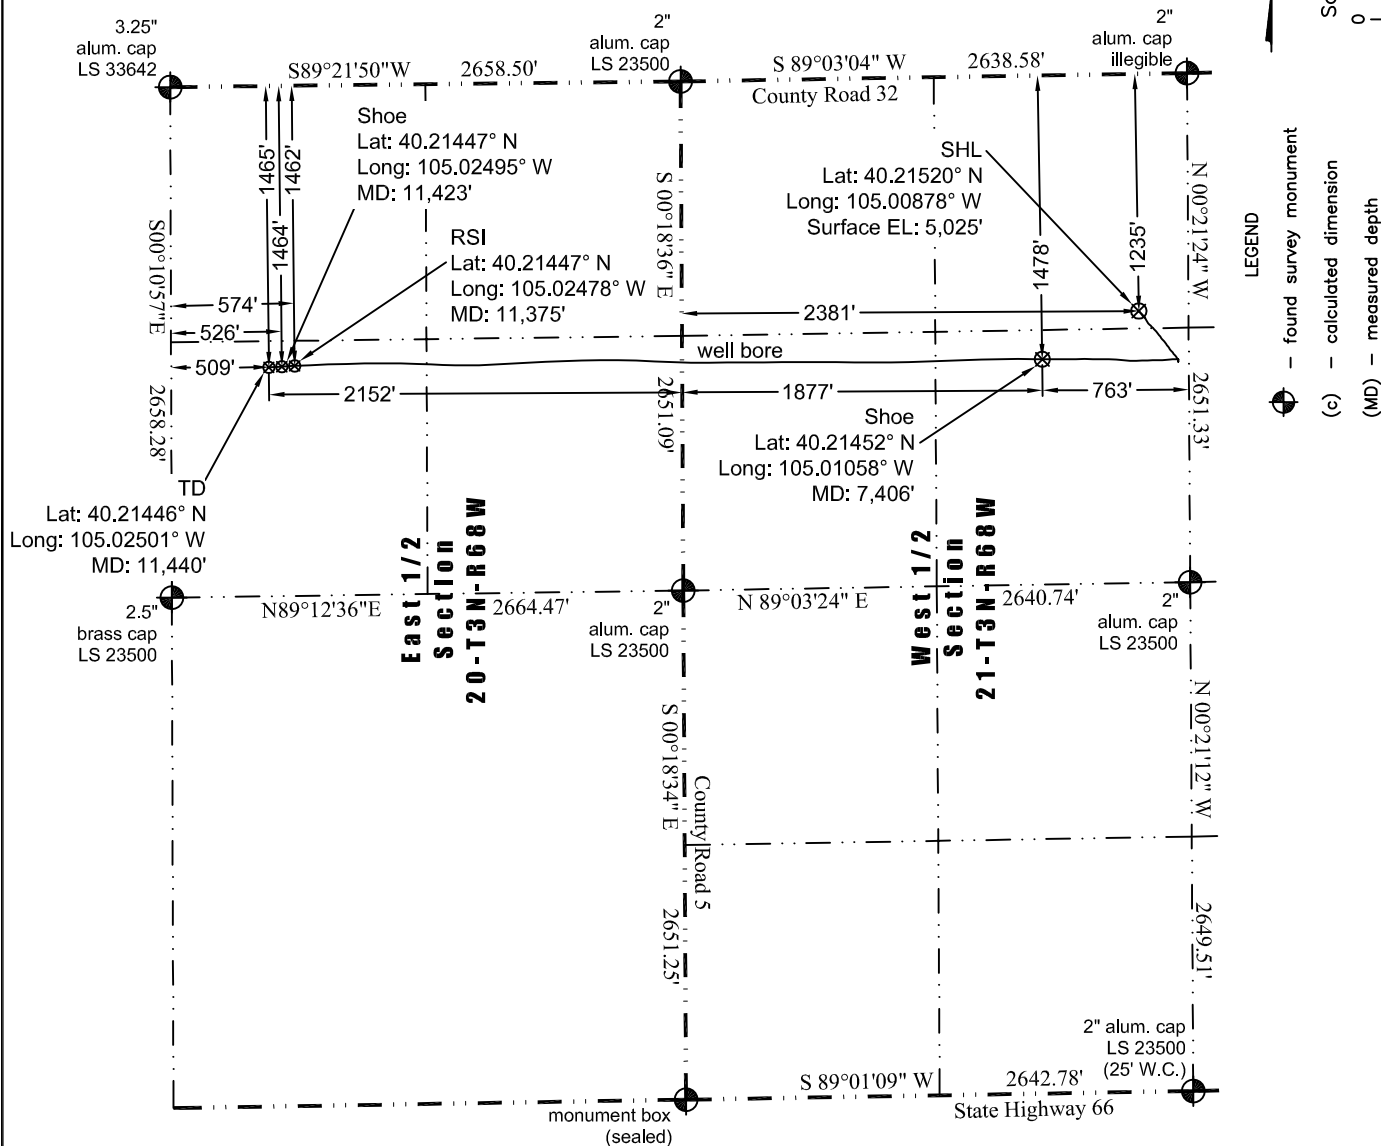 3.25"
alum. cap
LS 33642
2"
alum. cap
LS 23500
2"
alum. cap
illegible
S89°21'50"W
2658.50'
S 89°03'04" W
2638.58'
County Road 32
Shoe
Lat: 40.21447° N
Long: 105.02495° W
MD: 11,423'
RSI
Lat: 40.21447° N
Long: 105.02478° W
MD: 11,375'
SHL
Lat: 40.21520° N
Long: 105.00878° W
Surface EL: 5,025'
1465'
1464'
1462'
1478'
1235'
S00°10'57"E
2658.28'
S 00°18'36" E
2651.09'
N 00°21'24" W
2651.33'
574'
526'
509'
2381'
well bore
2152'
1877'
763'
Shoe
Lat: 40.21452° N
Long: 105.01058° W
MD: 7,406'
TD
Lat: 40.21446° N
Long: 105.02501° W
MD: 11,440'
East 1/2
Section
20-T3N-R68W
West 1/2
Section
21-T3N-R68W
2.5"
brass cap
LS 23500
N89°12'36"E
2664.47'
2"
alum. cap
LS 23500
N 89°03'24" E
2640.74'
2"
alum. cap
LS 23500
S 00°18'34" E
County Road 5
2651.25'
N 00°21'12" W
2649.51'
2" alum. cap
LS 23500
(25' W.C.)
S 89°01'09" W
2642.78'
State Highway 66
monument box
(sealed)
LEGEND
– found survey monument
(c) – calculated dimension
(MD) – measured depth
0